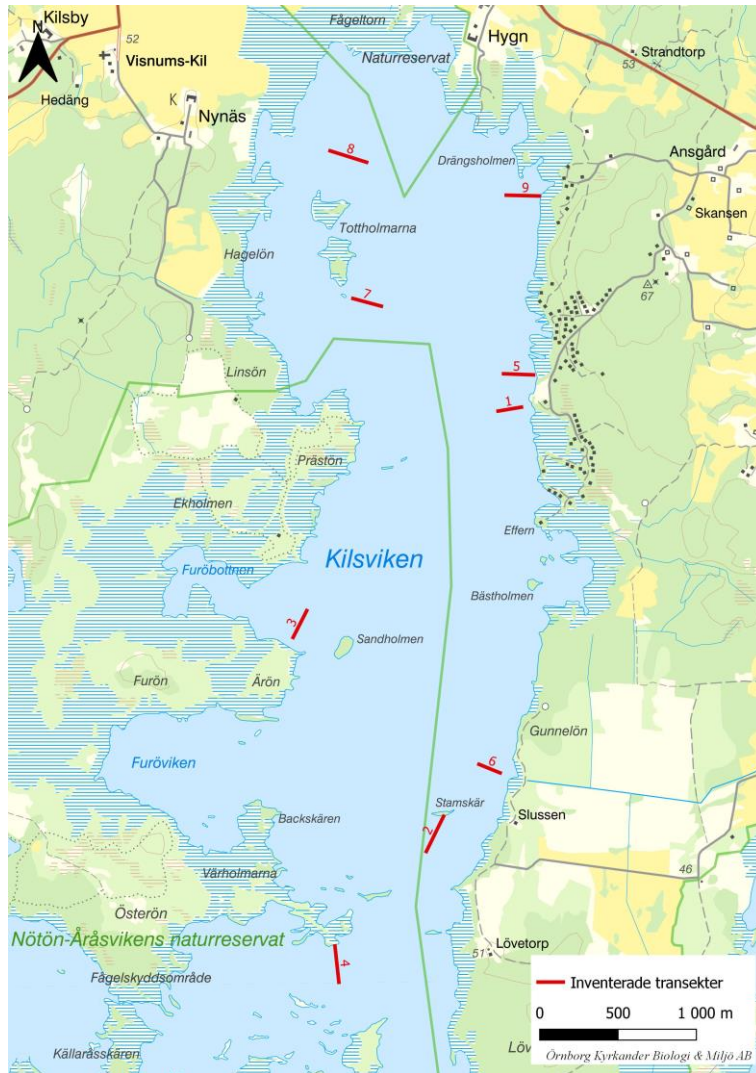 Fågeltorn
Kilsby
N
52
Hygn
Naturreservat
Strandtorp
53
Visnums-Kil
Hedäng
K
Nynäs
Ansgård
8
Drängsholmen
9
Skansen
Tottholmarna
Hagelön
67
7
Linsön
5
1
Prästön
Ekholmen
Effern
Kilsviken
Furöbottnen
Bästholmen
3
Sandholmen
Furön
Ärön
Gunnelön
Furöviken
6
Stamskär
Backskären
Slussen
2
Värholmarna
46
Österön
Nötön-Åråsvikens naturreservat
51
Lövetorp
Fågelskyddsområde
4
Inventerade transekter
0
500
1 000 m
Källaråsskären
Löv
Örnborg Kyrkander Biologi & Miljö AB